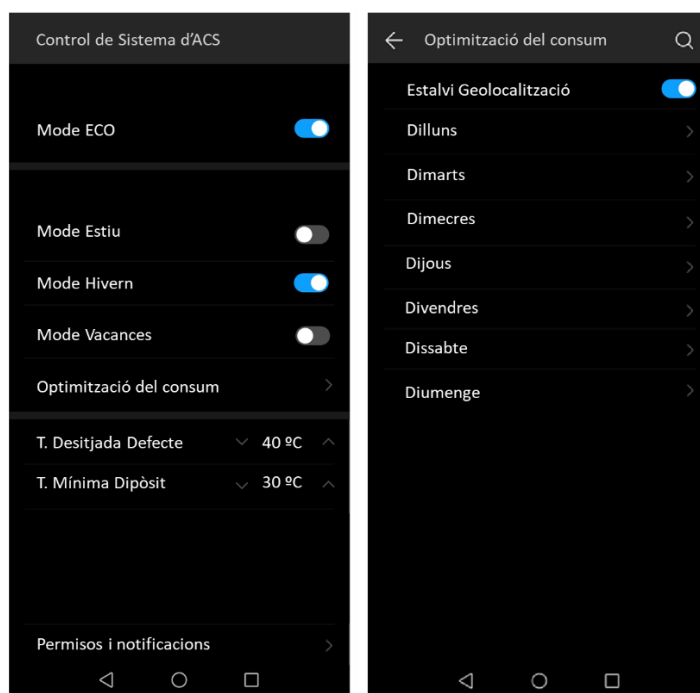 Control de Sistema d'ACS
Mode ECO
Mode Estiu
Mode Hivern
Mode Vacances
Optimització del consum
T. Desitjada Defecte 40 ºC
T. Mínima Dipòsit 30 ºC
Permisos i notificacions
Optimització del consum
Estalvi Geolocalització
Dilluns
Dimarts
Dimecres
Dijous
Divendres
Dissabte
Diumenge